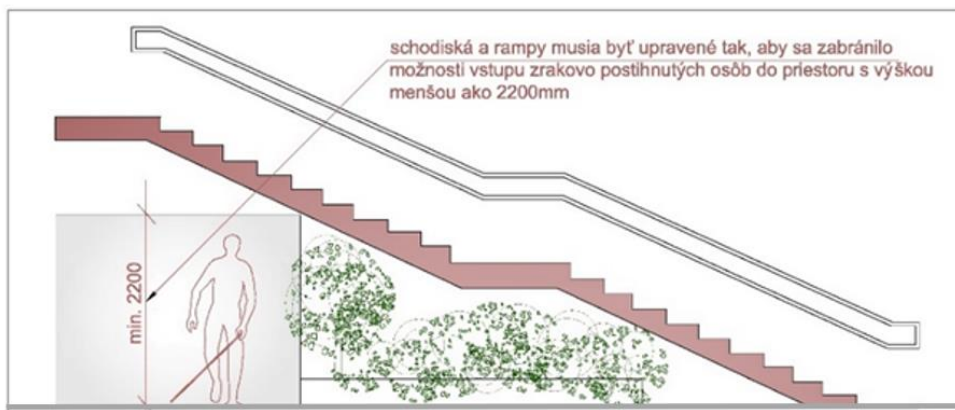 schodiská a rampy musia byť upravené tak, aby sa zabránilo
možnosti vstupu zrakovo postihnutých osôb do priestoru s výškou
menšou ako 2200mm
min. 2200